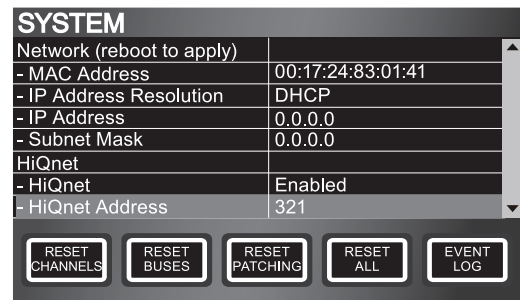 SYSTEM
Network (reboot to apply)
- MAC Address 00:17:24:83:01:41
- IP Address Resolution DHCP
- IP Address 0.0.0.0
- Subnet Mask 0.0.0.0
HiQnet
- HiQnet Enabled
- HiQnet Address 321
RESET CHANNELS
RESET BUSES
RESET PATCHING
RESET ALL
EVENT LOG